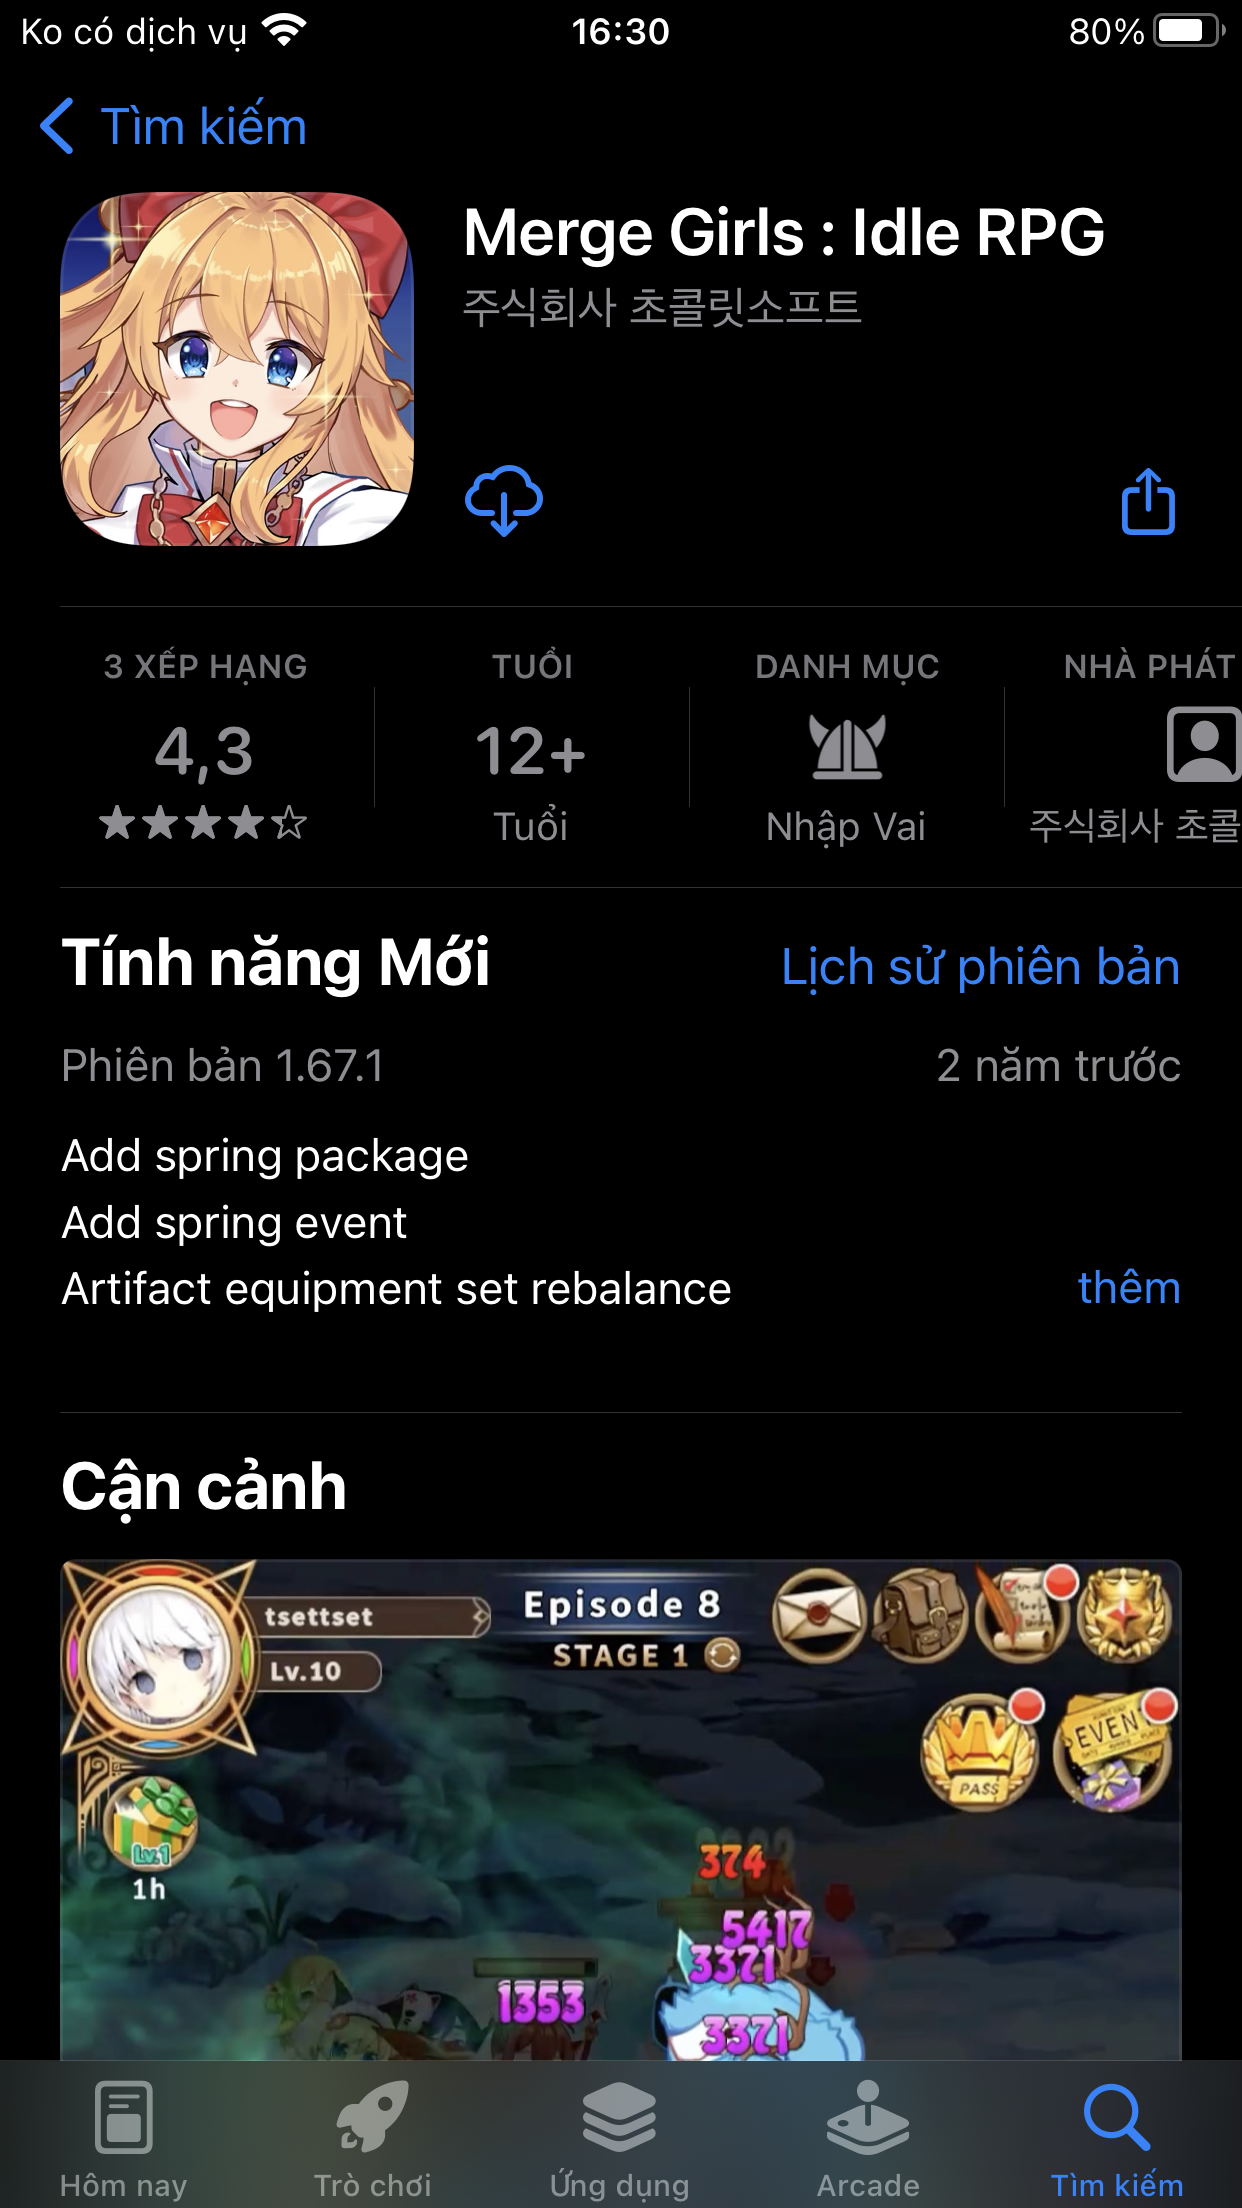 Ko có dịch vụ
16:30
80%
Tìm kiếm
Merge Girls : Idle RPG
주식회사 초콜릿소프트
3 XẾP HẠNG
TUỔI
DANH MỤC
NHÀ PHÁT
4,3
12+
Tuổi
Nhập Vai
주식회사 초콜
Tính năng Mới
Lịch sử phiên bản
Phiên bản 1.67.1
2 năm trước
Add spring package
Add spring event
Artifact equipment set rebalance
thêm
Cận cảnh
tsettset
Episode 8
STAGE 1
Lv.10
PASS
EVEN
Lv.1
1h
374
5417
3371
1353
3371
Hôm nay
Trò chơi
Ứng dụng
Arcade
Tìm kiếm